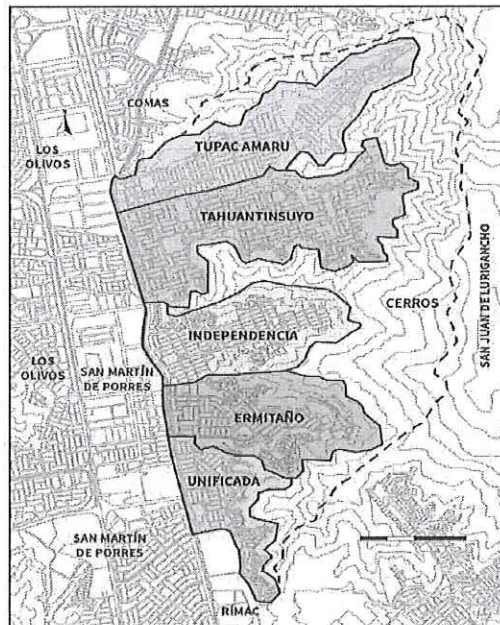 COMAS
LOS
OLIVOS
TUPAC AMARU
TAHUANTINSUYO
SAN JUAN DE LURIGANCHO
CERROS
INDEPENDENCIA
LOS
OLIVOS
SAN MARTÍN
DE PORRES
ERMITAÑO
UNIFICADA
SAN MARTÍN
DE PORRES
RÍMAC